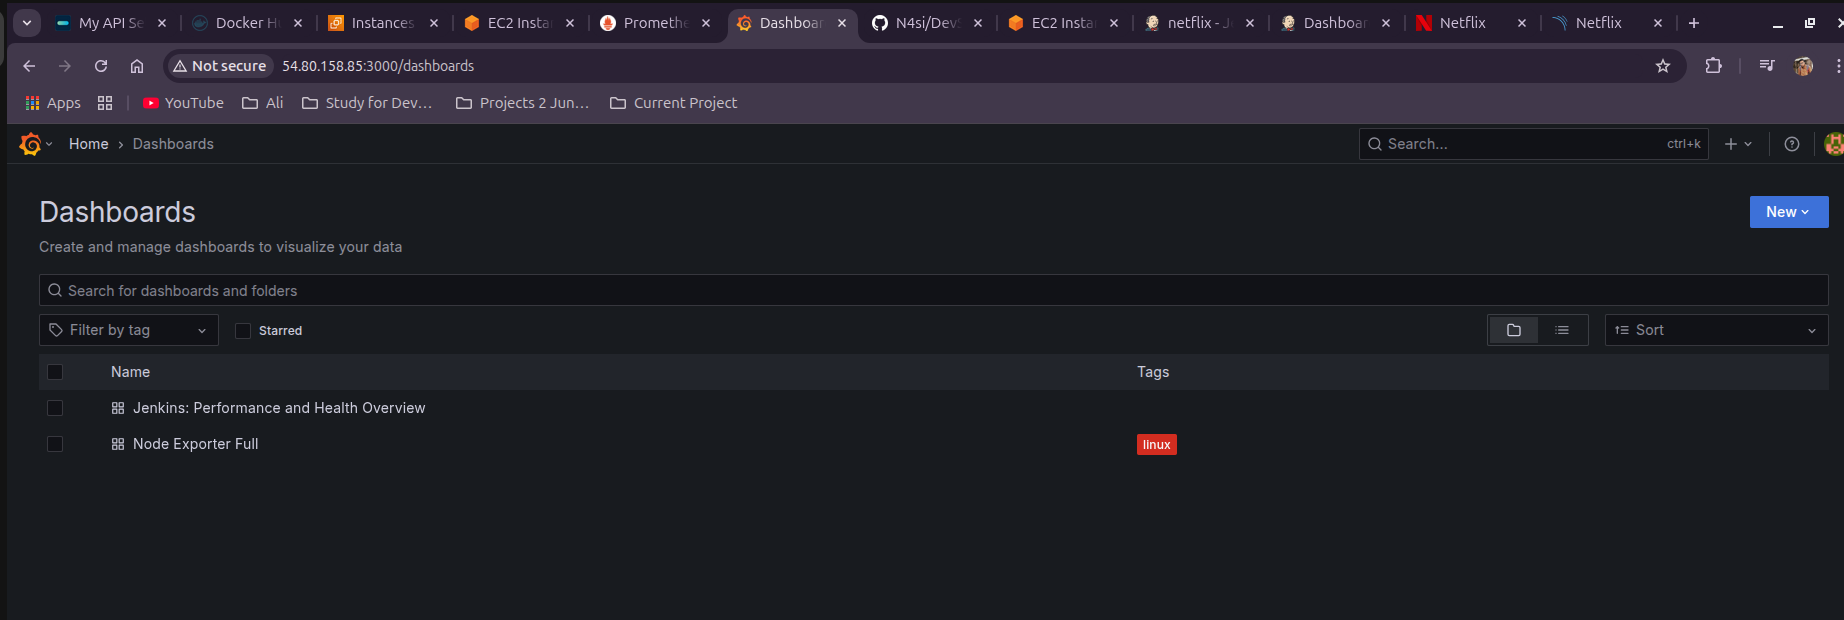 My API Se
Docker H
Instances
EC2 Insta
Promethe
Dashboar
N4si/DevS
EC2 Insta
netflix - J
Dashboar
Netflix
Netflix
Not secure
54.80.158.85:3000/dashboards
Apps
YouTube
Ali
Study for Dev...
Projects 2 Jun...
Current Project
Home › Dashboards
Search...
ctrl+k
Dashboards
New
Create and manage dashboards to visualize your data
Search for dashboards and folders
Filter by tag
Starred
Sort
Name
Tags
Jenkins: Performance and Health Overview
Node Exporter Full
linux